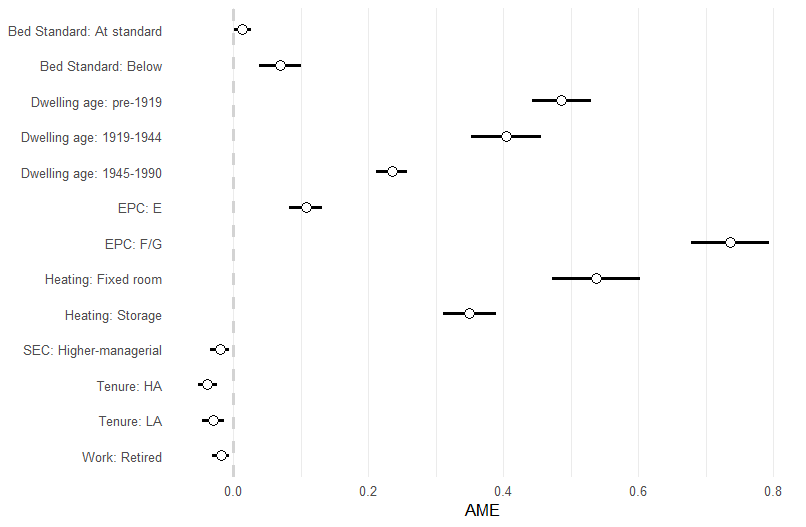 Bed Standard: At standard
Bed Standard: Below
Dwelling age: pre-1919
Dwelling age: 1919-1944
Dwelling age: 1945-1990
EPC: E
EPC: F/G
Heating: Fixed room
Heating: Storage
SEC: Higher-managerial
Tenure: HA
Tenure: LA
Work: Retired
0.0 0.2 0.4 0.6 0.8
AME